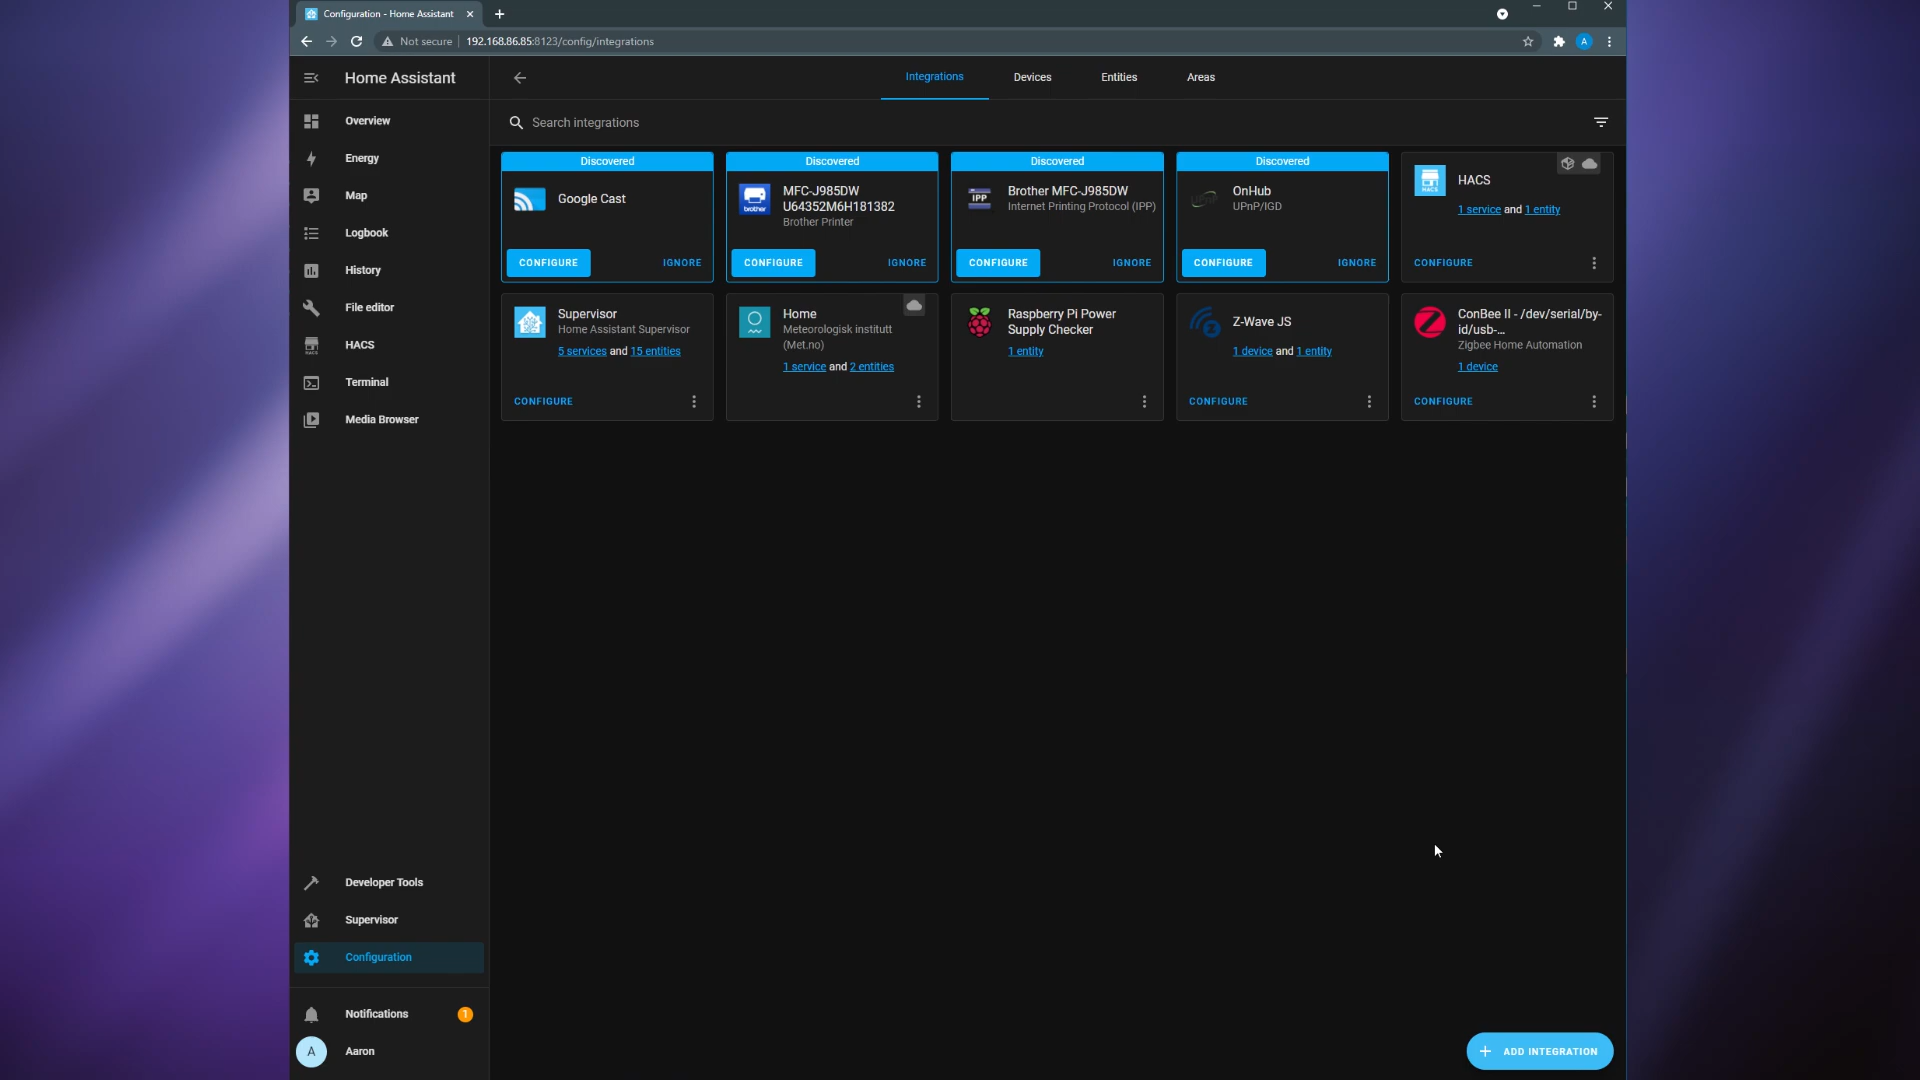 Configuration - Home Assistant
Not secure
192.168.86.85:8123/config/integrations
A
Home Assistant
Integrations
Devices
Entities
Areas
Overview
Energy
Map
Logbook
History
File editor
HACS
Terminal
Media Browser
Developer Tools
Supervisor
Configuration
Notifications
1
A
Aaron
Search integrations
Discovered
Google Cast
CONFIGURE
IGNORE
Discovered
brother
MFC-J985DW
U64352M6H181382
Brother Printer
CONFIGURE
IGNORE
Discovered
IPP
Brother MFC-J985DW
Internet Printing Protocol (IPP)
CONFIGURE
IGNORE
Discovered
UPnP
OnHub
UPnP/IGD
CONFIGURE
IGNORE
HACS
HACS
1 service and 1 entity
CONFIGURE
Supervisor
Home Assistant Supervisor
5 services and 15 entities
CONFIGURE
Home
Meteorologisk institutt
(Met.no)
1 service and 2 entities
Raspberry Pi Power
Supply Checker
1 entity
Z-Wave JS
1 device and 1 entity
CONFIGURE
ConBee II - /dev/serial/by-
id/usb-...
Zigbee Home Automation
1 device
CONFIGURE
ADD INTEGRATION